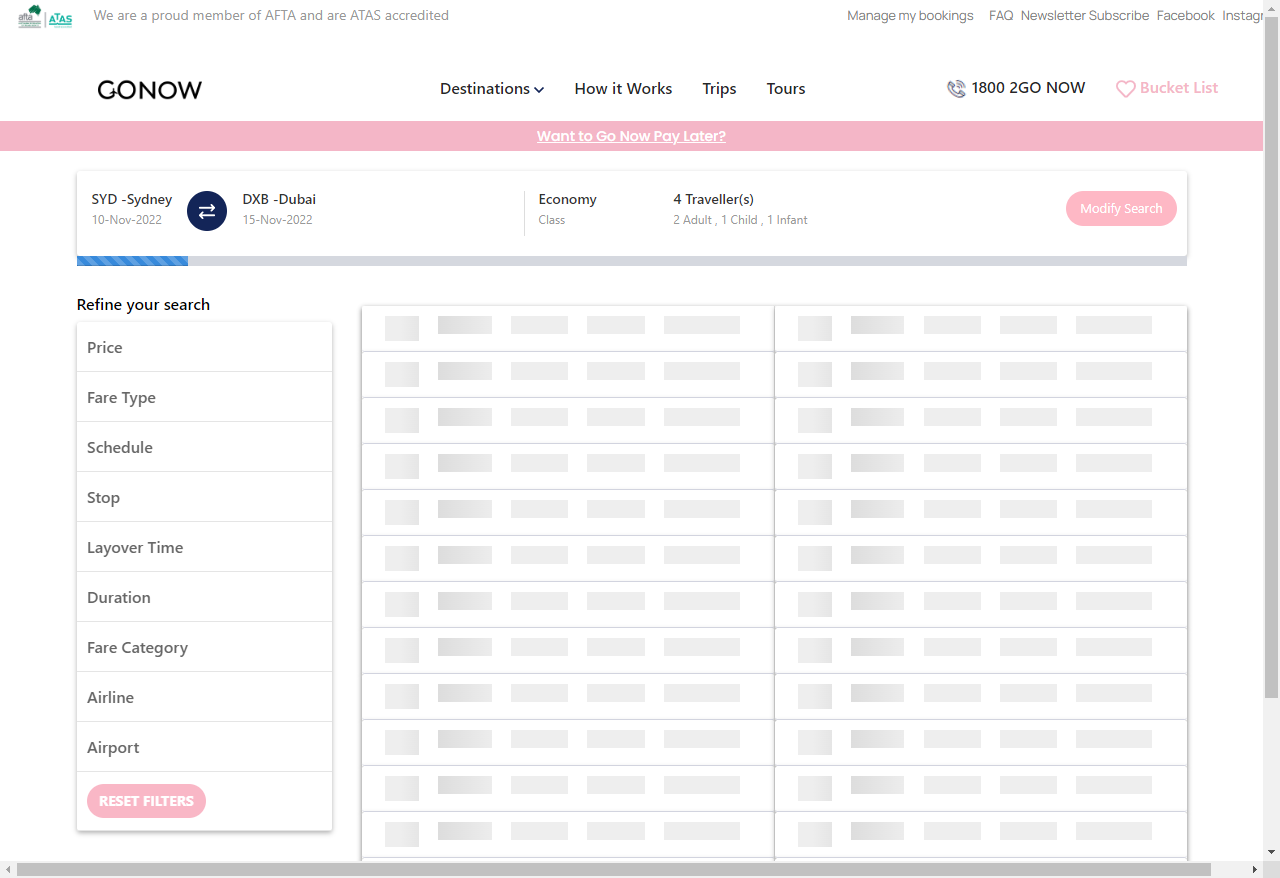 afta ATAS We are a proud member of AFTA and are ATAS accredited Manage my bookings FAQ Newsletter Subscribe Facebook Instagr
GONOW Destinations How it Works Trips Tours 1800 2GO NOW Bucket List
Want to Go Now Pay Later?
SYD -Sydney DXB -Dubai Economy 4 Traveller(s) Modify Search
10-Nov-2022 15-Nov-2022 Class 2 Adult , 1 Child , 1 Infant
Refine your search
Price
Fare Type
Schedule
Stop
Layover Time
Duration
Fare Category
Airline
Airport
RESET FILTERS